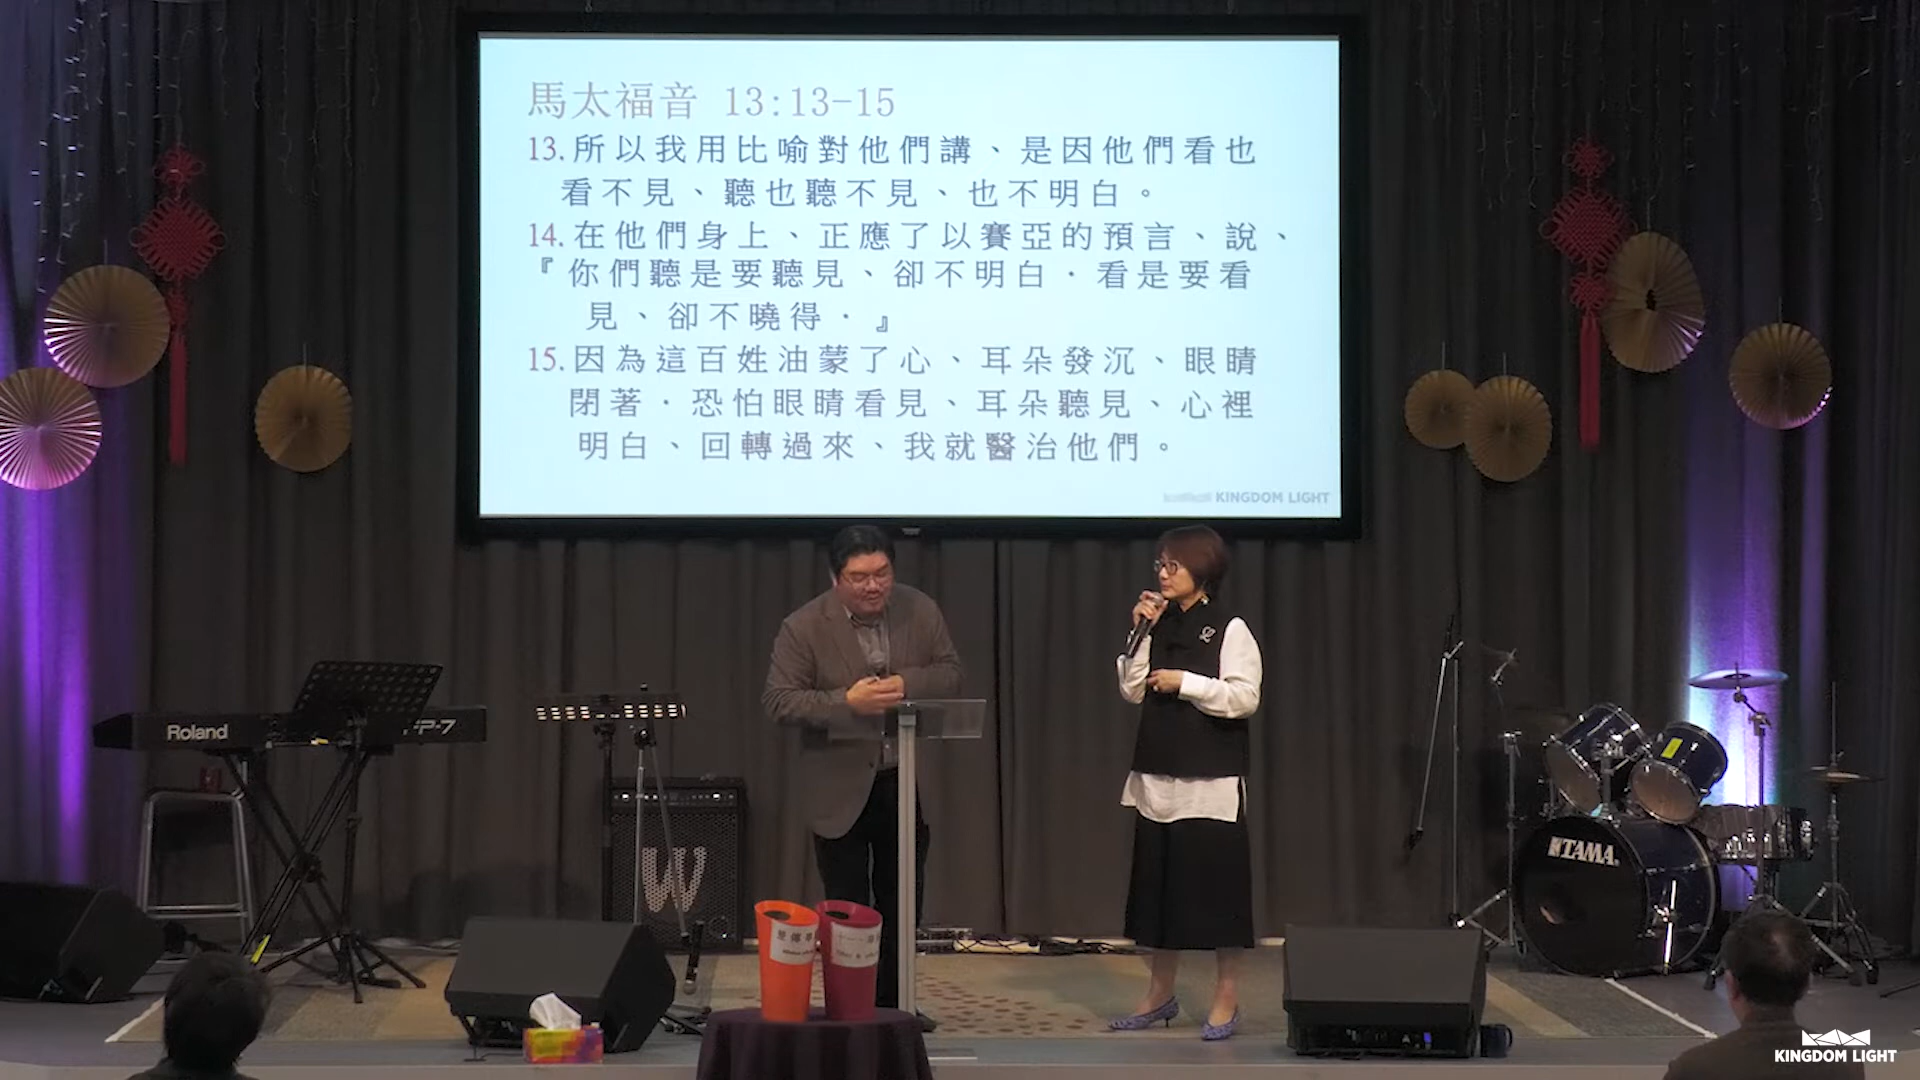 馬太福音 13:13-15
13.所以我用比喻對他們講、是因他們看也
看不見、聽也聽不見、也不明白。
14.在他們身上、正應了以賽亞的預言、說、
『你們聽是要聽見、卻不明白．看是要看
見、卻不曉得．』
15.因為這百姓油蒙了心、耳朵發沉、眼睛
閉著．恐怕眼睛看見、耳朵聽見、心裡
明白、回轉過來、我就醫治他們。
KINGDOM LIGHT
Roland
FP-7
W
TAMA
KINGDOM LIGHT